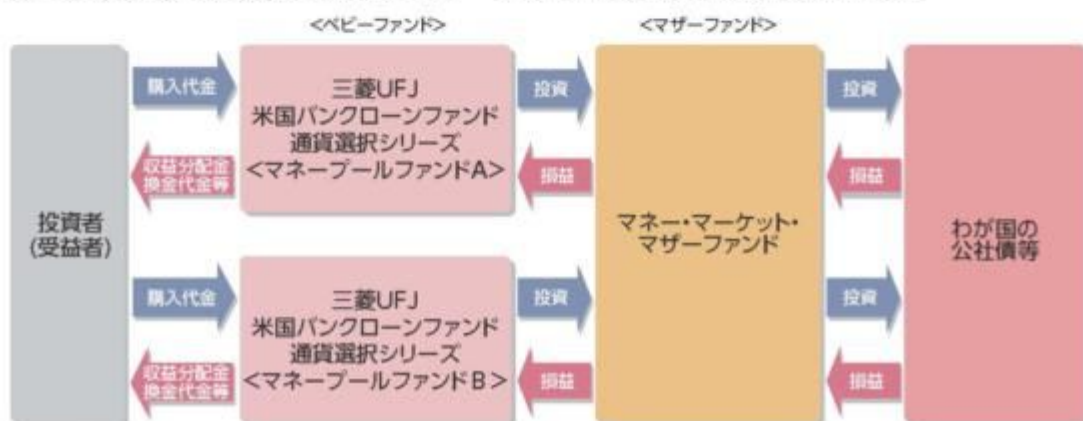 <ベビーファンド>
<マザーファンド>
投資者
(受益者)
購入代金
収益分配金
換金代金等
三菱UFJ
米国バンクローンファンド
通貨選択シリーズ
<マネープールファンドA>
投資
損益
購入代金
収益分配金
換金代金等
三菱UFJ
米国バンクローンファンド
通貨選択シリーズ
<マネープールファンドB>
投資
損益
マネー・マーケット・
マザーファンド
投資
損益
投資
損益
わが国の
公社債等